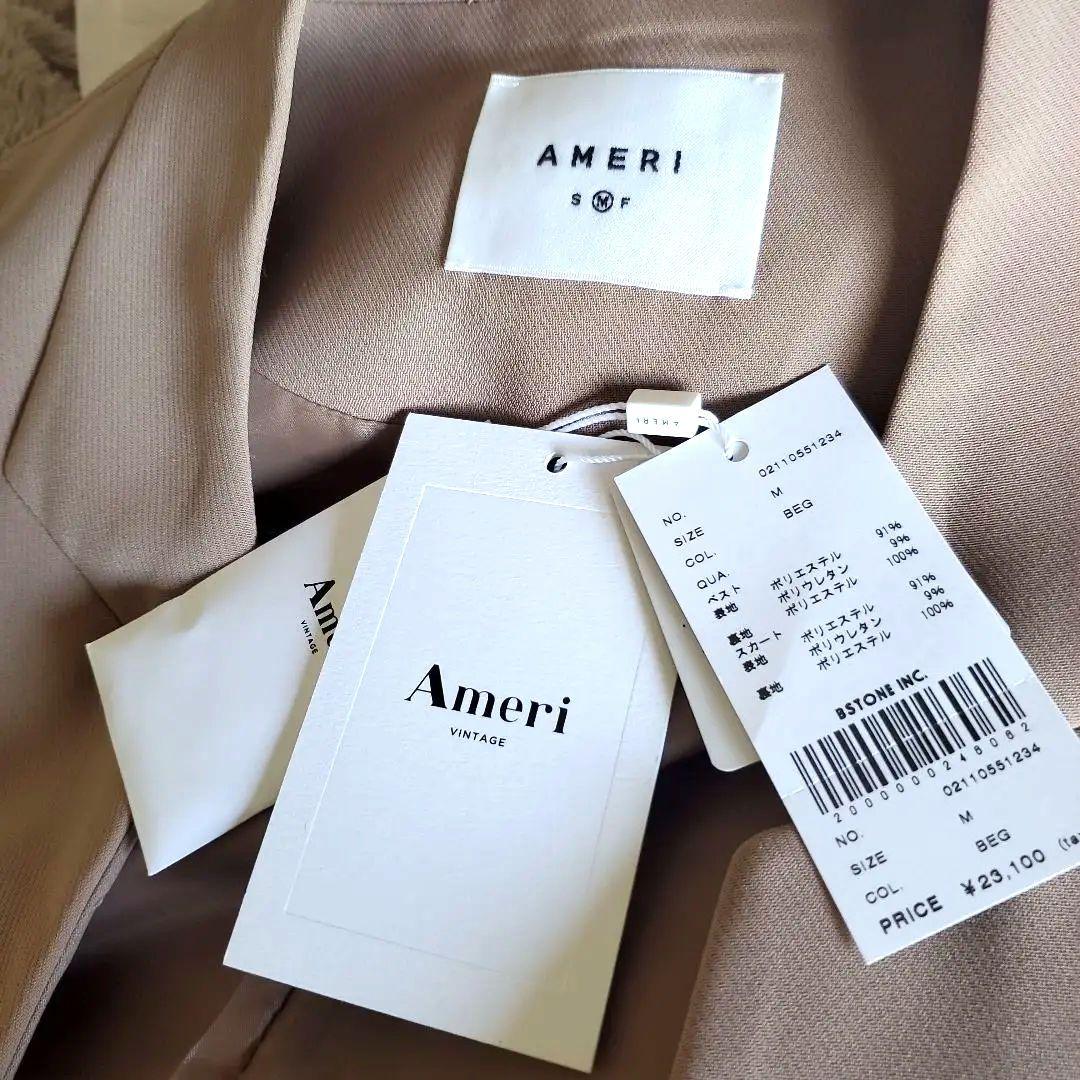 AMERI
S M F
AMERI
Ame
VINTAGE
Ameri
VINTAGE
NO. 02110551234
SIZE M
COL. BEG
QUA.
ベスト
表地 ポリエステル 91%
ポリウレタン 9%
裏地 ポリエステル 100%
スカート
表地 ポリエステル 91%
ポリウレタン 9%
裏地 ポリエステル 100%
BSTONE INC.
2000000246062
NO. 02110551234
SIZE M
COL. BEG
PRICE ¥23,100 (ta